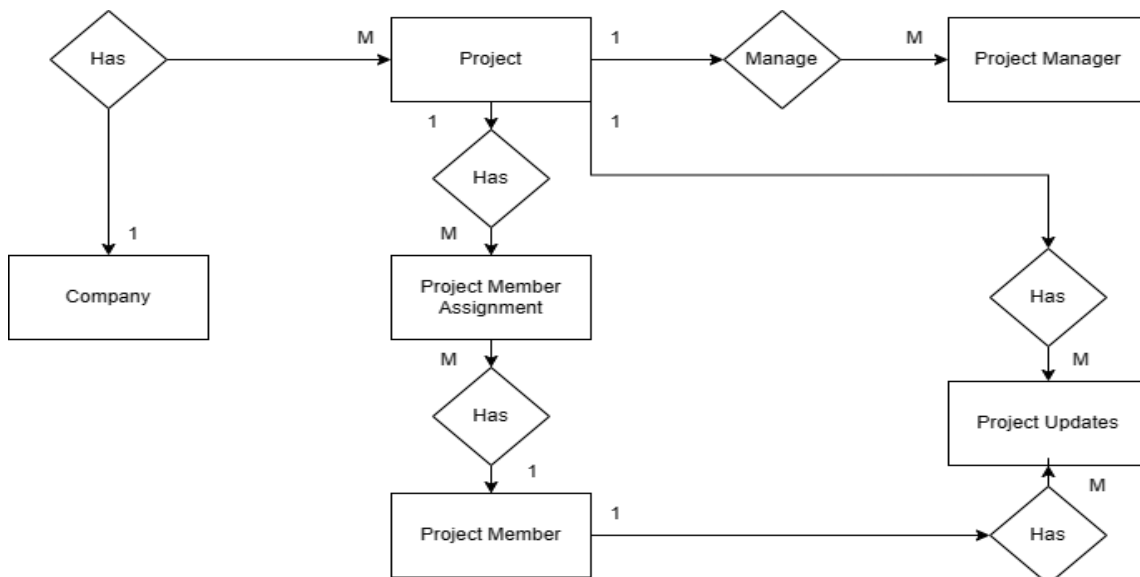 Has
M
Project
1
Manage
M
Project Manager
1
1
Has
1
M
Company
Project Member
Assignment
Has
M
M
Has
Project Updates
1
Project Member
1
M
Has